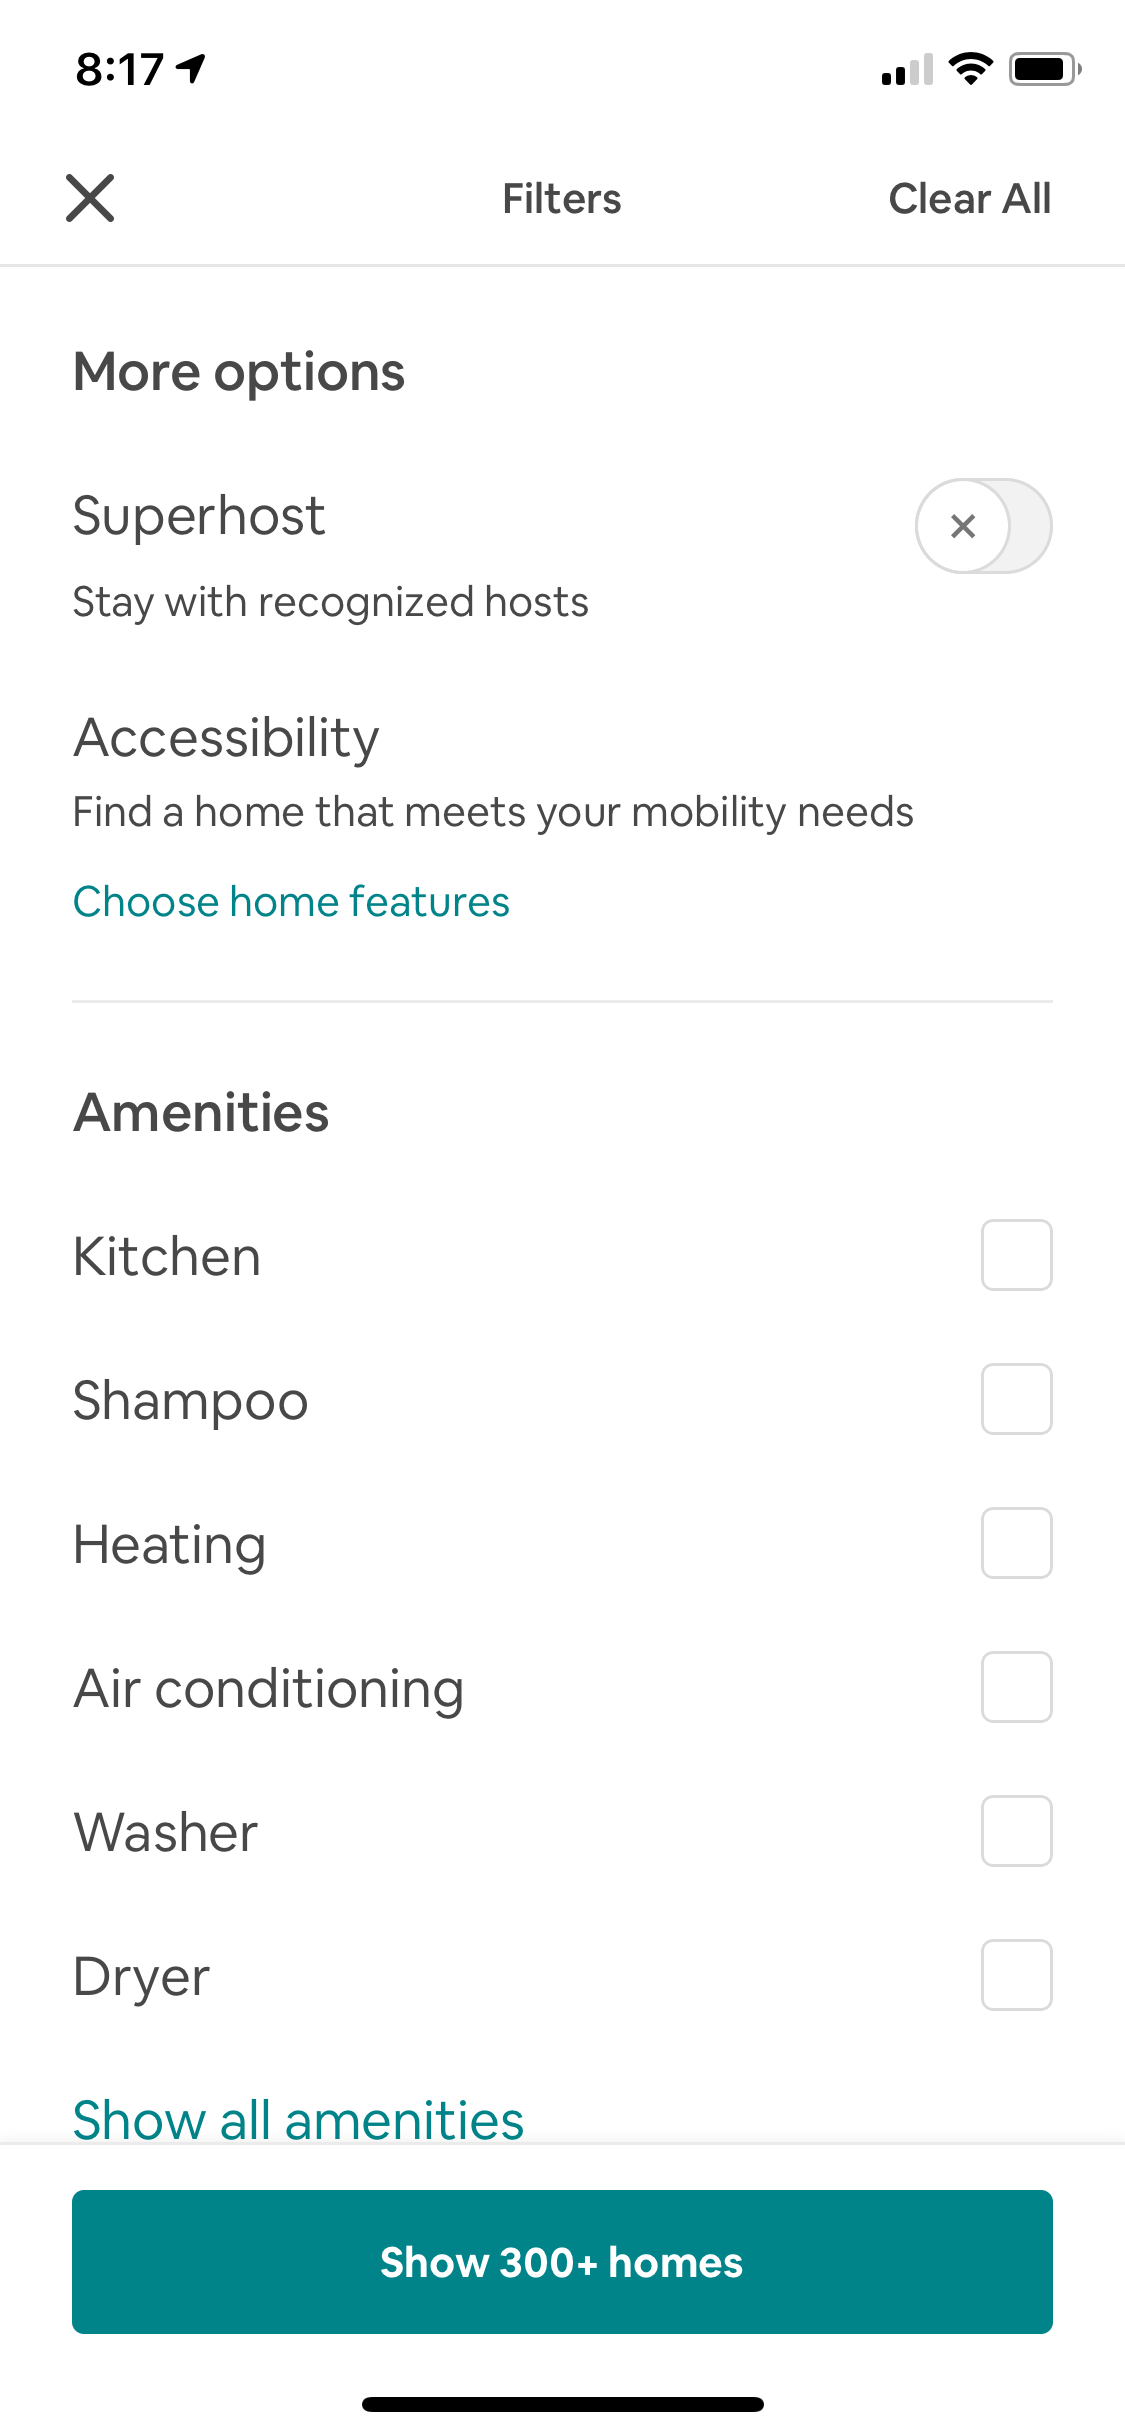 8:17
Filters
Clear All
More options
Superhost
Stay with recognized hosts
Accessibility
Find a home that meets your mobility needs
Choose home features
Amenities
Kitchen
Shampoo
Heating
Air conditioning
Washer
Dryer
Show all amenities
Show 300+ homes